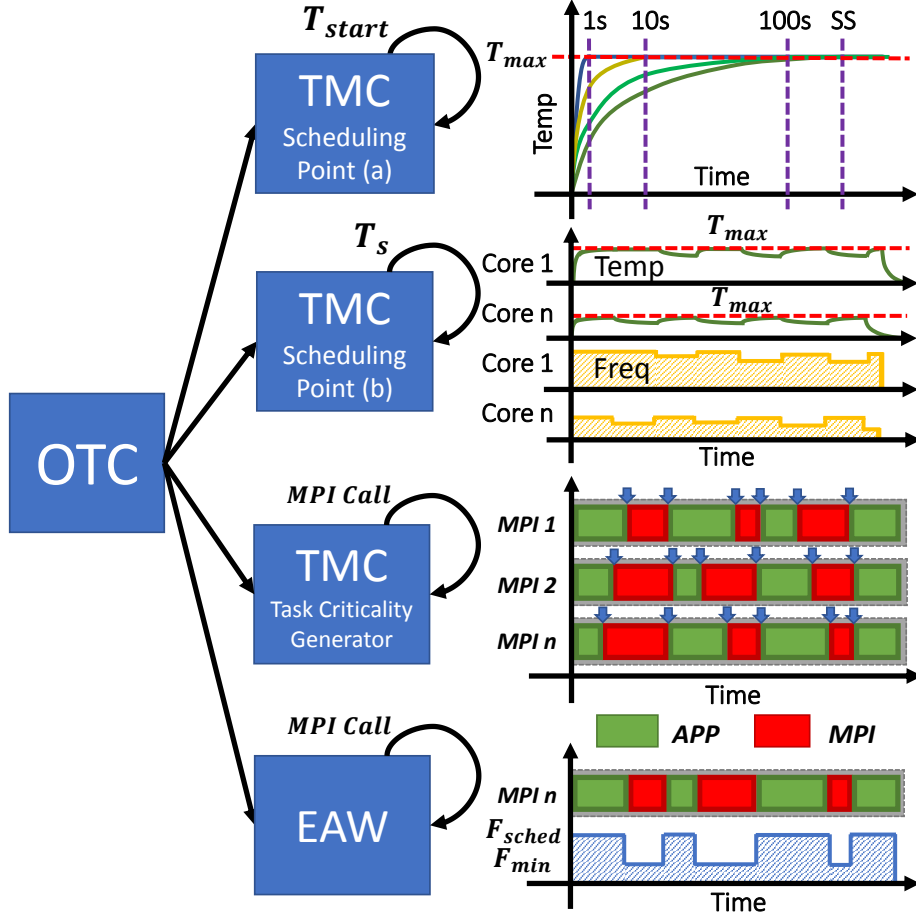 T_start
TMC
Scheduling
Point (a)
1s 10s 100s SS
T_max
Temp
Time
T_s
TMC
Scheduling
Point (b)
T_max
Core 1
Temp
T_max
Core n
Core 1
Freq
Core n
Time
OTC
MPI Call
TMC
Task Criticality
Generator
MPI 1
MPI 2
MPI n
Time
APP MPI
MPI Call
EAW
MPI n
F_sched
F_min
Time